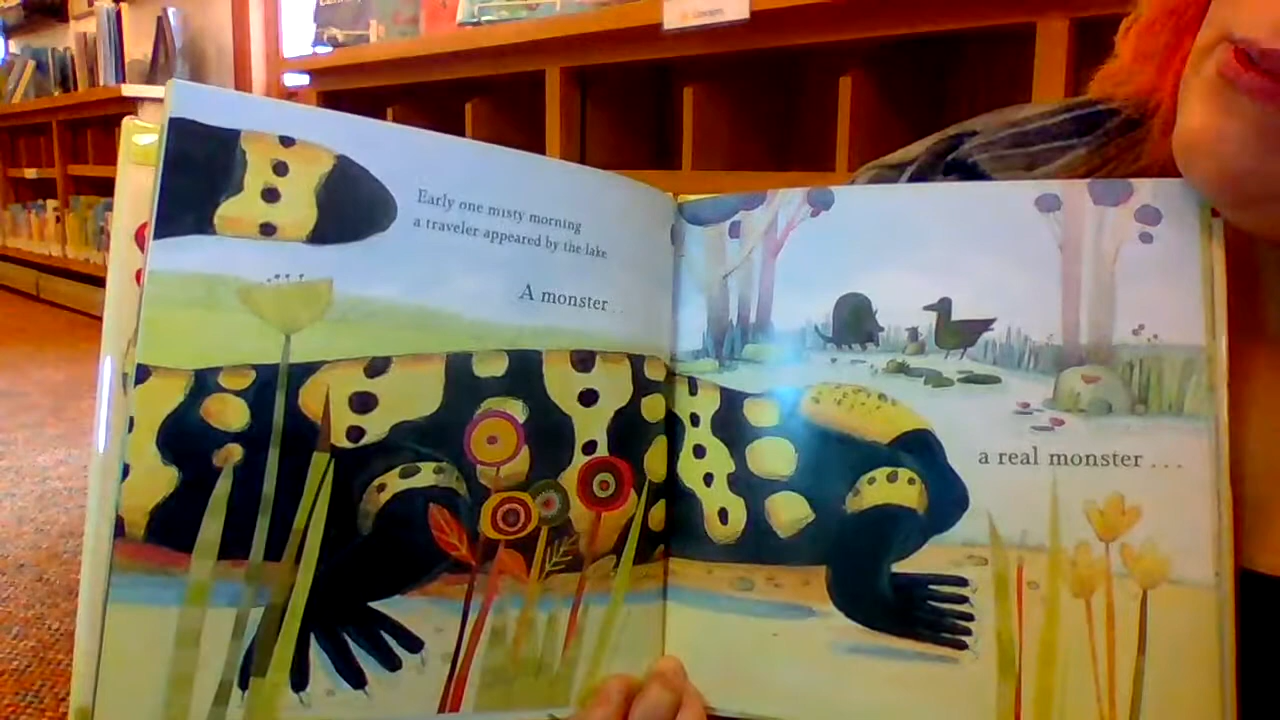 Early one misty morning
a traveler appeared by the lake
A monster . .
a real monster . . .